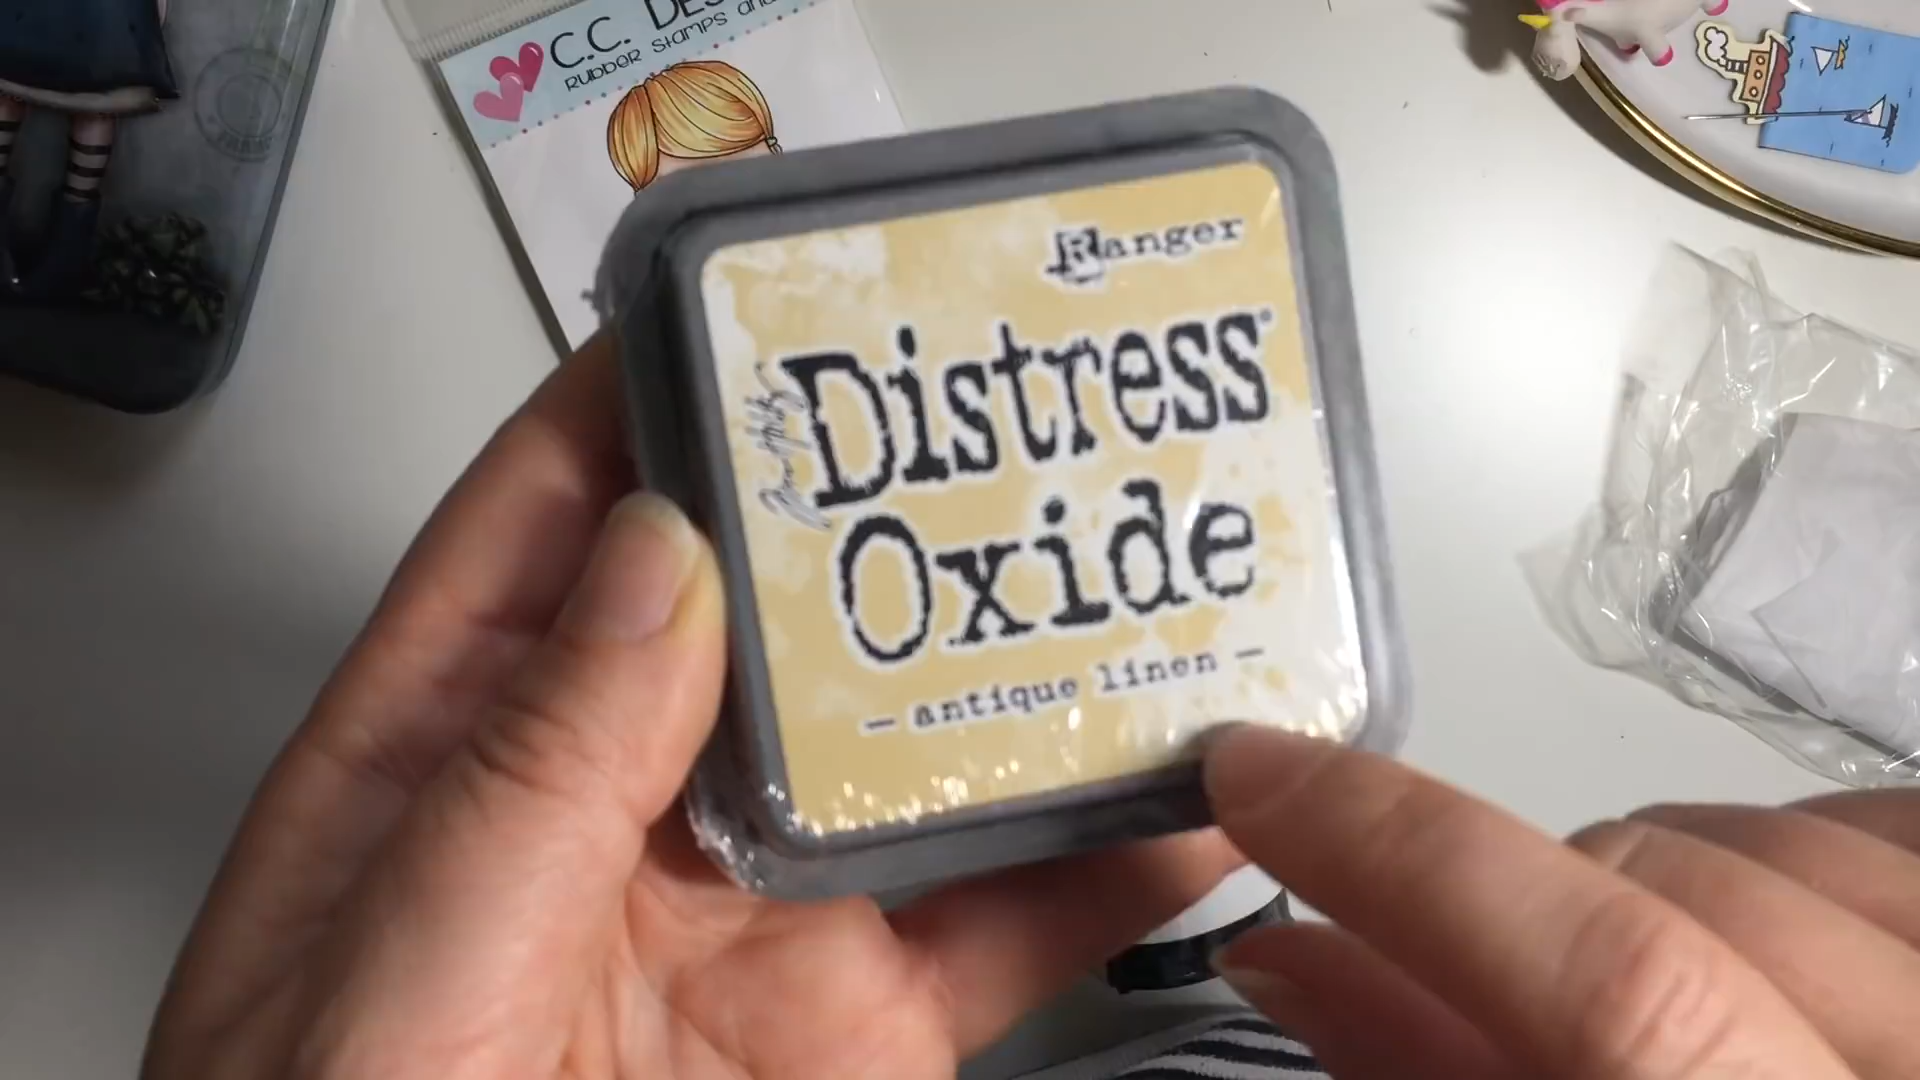 C.C. DES
RUBBER STAMPS AND
Ranger
Distress®
Oxide
— antique linen —